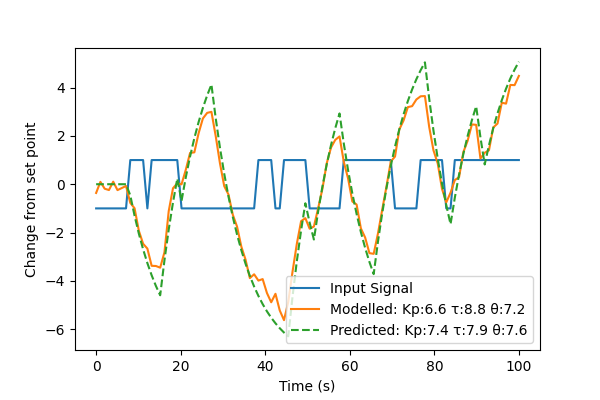 Change from set point
4
2
0
−2
−4
−6
Input Signal
Modelled: Kp:6.6 τ:8.8 θ:7.2
Predicted: Kp:7.4 τ:7.9 θ:7.6
0 20 40 60 80 100
Time (s)